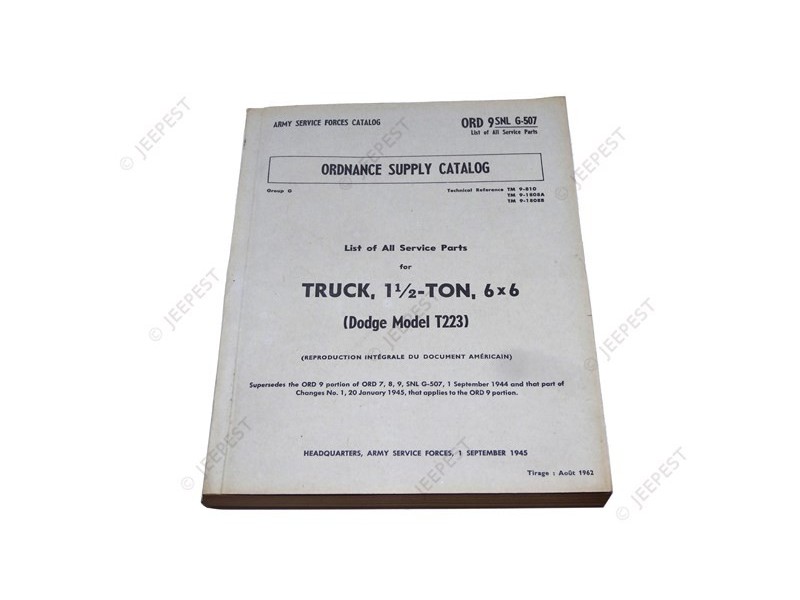 ARMY SERVICE FORCES CATALOG
ORD 9 SNL G-507
List of All Service Parts
ORDNANCE SUPPLY CATALOG
Group G
Technical Reference TM 9-810
TM 9-1808A
TM 9-1808B
List of All Service Parts
for
TRUCK, 1 1/2-TON, 6x6
(Dodge Model T223)
(REPRODUCTION INTÉGRALE DU DOCUMENT AMÉRICAIN)
Supersedes the ORD 9 portion of ORD 7, 8, 9, SNL G-507, 1 September 1944 and that part of
Changes No. 1, 20 January 1945, that applies to the ORD 9 portion.
HEADQUARTERS, ARMY SERVICE FORCES, 1 SEPTEMBER 1945
Tirage : Août 1962
© JEEPEST
© JEEPEST
© JEEPEST
© JEEPEST
© JEEPEST
© JEEPEST
© JEEPEST
© JEEPEST
© JEEPEST